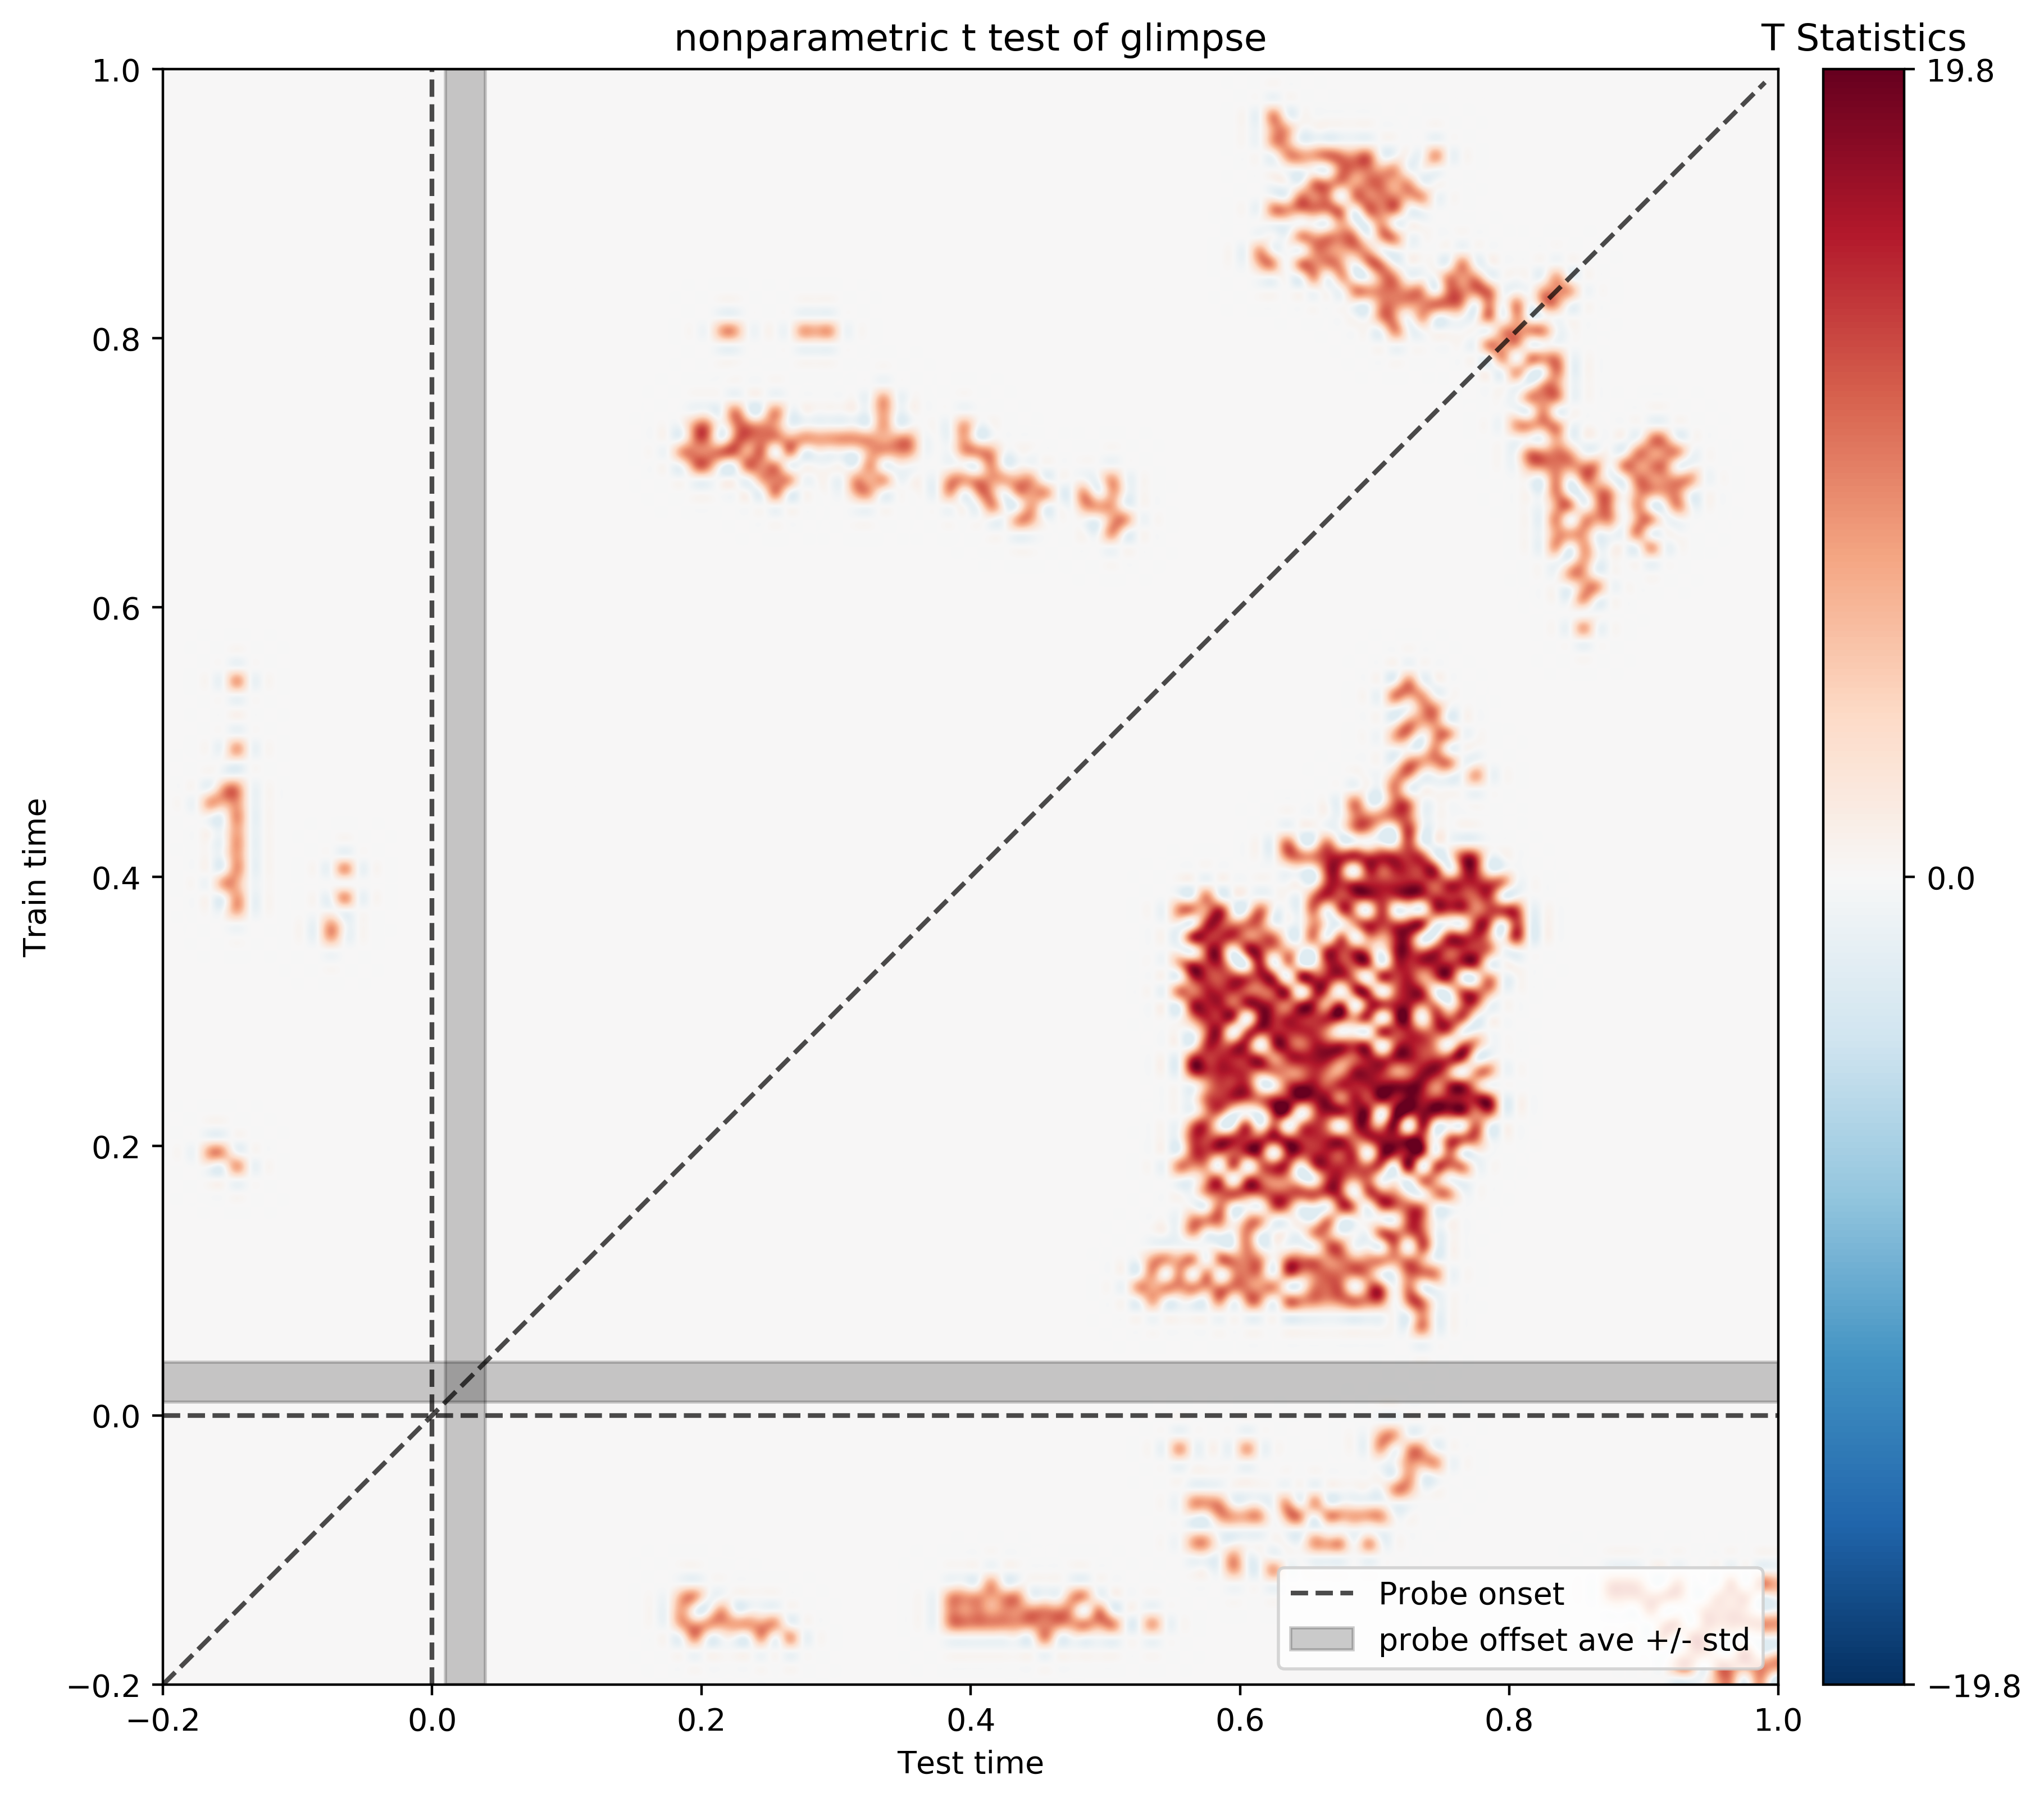 nonparametric t test of glimpse
T Statistics
1.0
0.8
0.6
0.4
0.2
0.0
−0.2
Train time
−0.2
0.0
0.2
0.4
0.6
0.8
1.0
Test time
Probe onset
probe offset ave +/- std
19.8
0.0
−19.8